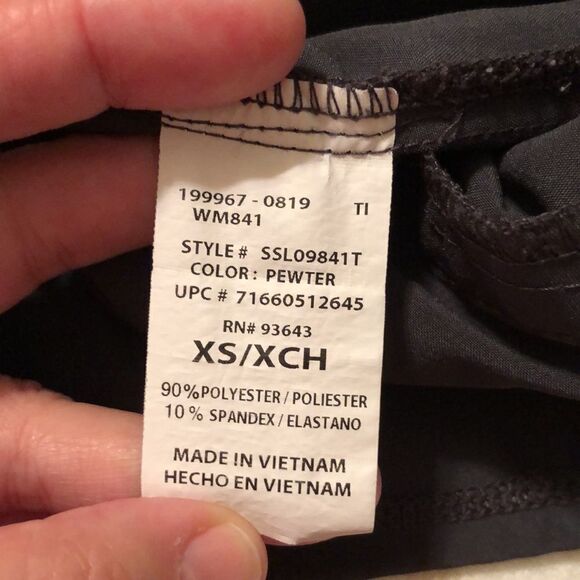 199967 - 0819 TI
WM841
STYLE # SSL09841T
COLOR : PEWTER
UPC # 71660512645
RN# 93643
XS/XCH
90%POLYESTER / POLIESTER
10% SPANDEX / ELASTANO
MADE IN VIETNAM
HECHO EN VIETNAM